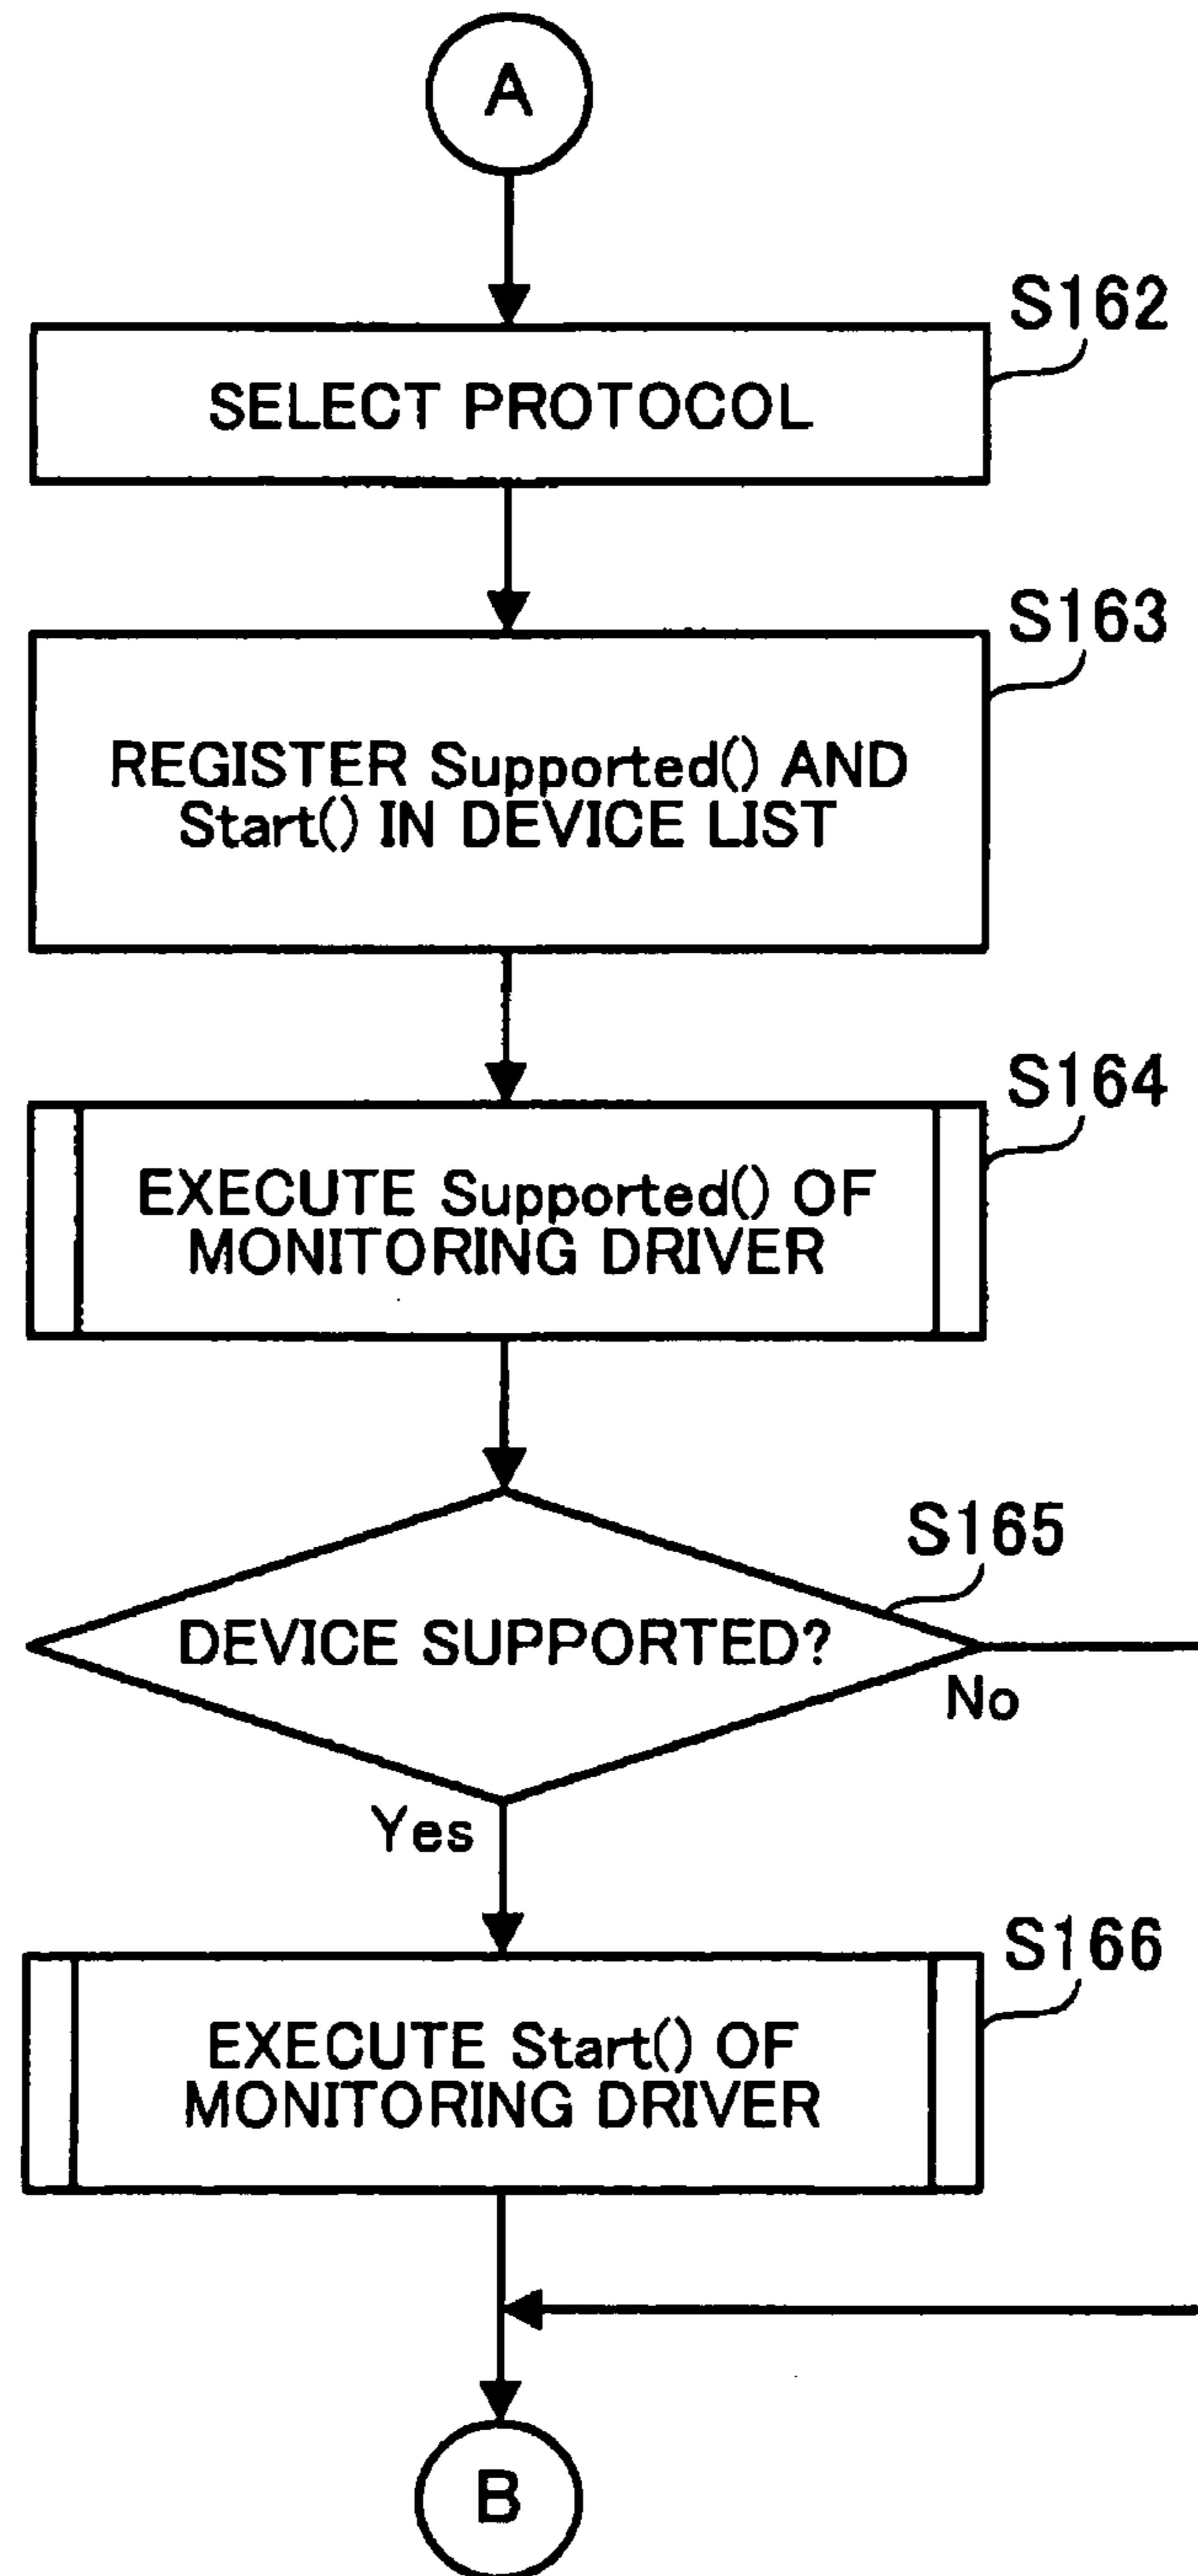 A
S162
SELECT PROTOCOL
S163
REGISTER Supported() AND
Start() IN DEVICE LIST
S164
EXECUTE Supported() OF
MONITORING DRIVER
S165
DEVICE SUPPORTED?
No
Yes
S166
EXECUTE Start() OF
MONITORING DRIVER
B